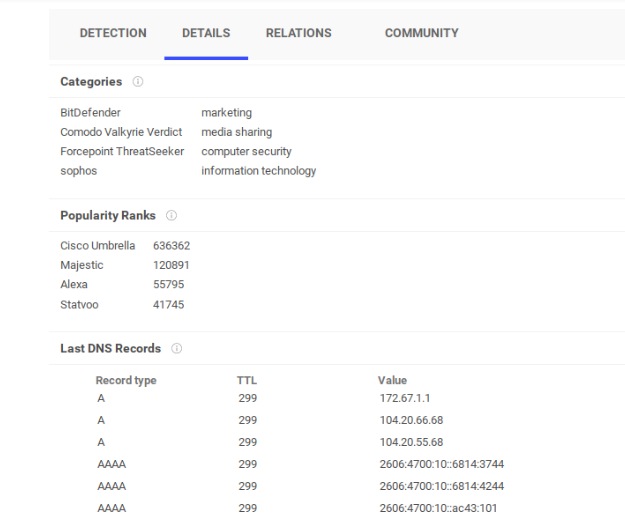 DETECTION DETAILS RELATIONS COMMUNITY
Categories
BitDefender marketing
Comodo Valkyrie Verdict media sharing
Forcepoint ThreatSeeker computer security
sophos information technology
Popularity Ranks
Cisco Umbrella 636362
Majestic 120891
Alexa 55795
Statvoo 41745
Last DNS Records
Record type TTL Value
A 299 172.67.1.1
A 299 104.20.66.68
A 299 104.20.55.68
AAAA 299 2606:4700:10::6814:3744
AAAA 299 2606:4700:10::6814:4244
AAAA 299 2606:4700:10::ac43:101